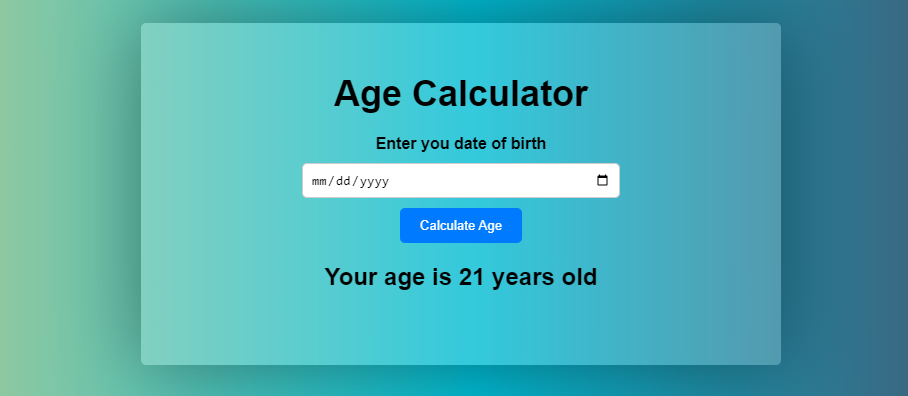 Age Calculator
Enter you date of birth
mm/dd/yyyy
Calculate Age
Your age is 21 years old